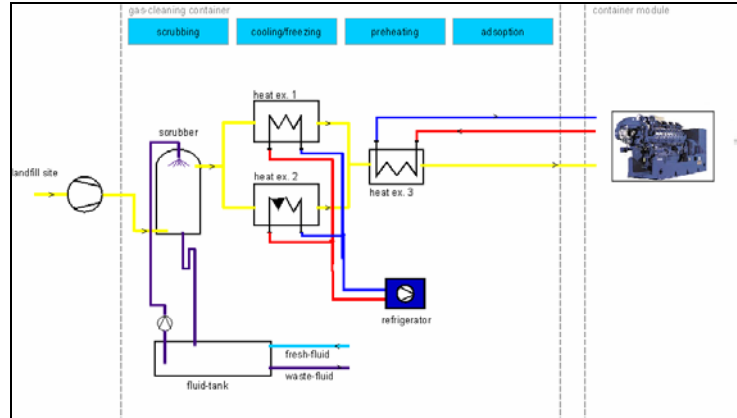 gas-cleaning container
container module
scrubbing
cooling/freezing
preheating
adsoption
heat ex. 1
scrubber
landfill site
heat ex. 2
heat ex. 3
refrigerator
fresh-fluid
waste-fluid
fluid-tank